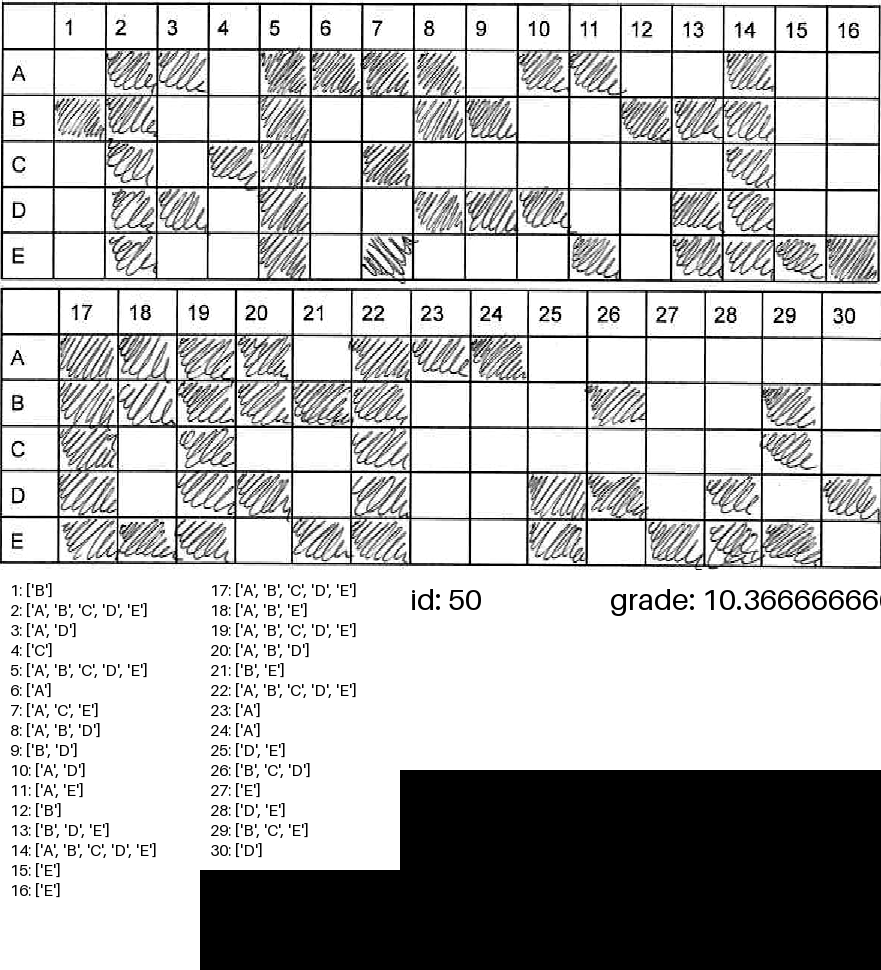 1 2 3 4 5 6 7 8 9 10 11 12 13 14 15 16
A
B
C
D
E
17 18 19 20 21 22 23 24 25 26 27 28 29 30
A
B
C
D
E
1: ['B']
2: ['A', 'B', 'C', 'D', 'E']
3: ['A', 'D']
4: ['C']
5: ['A', 'B', 'C', 'D', 'E']
6: ['A']
7: ['A', 'C', 'E']
8: ['A', 'B', 'D']
9: ['B', 'D']
10: ['A', 'D']
11: ['A', 'E']
12: ['B']
13: ['B', 'D', 'E']
14: ['A', 'B', 'C', 'D', 'E']
15: ['E']
16: ['E']
17: ['A', 'B', 'C', 'D', 'E']
18: ['A', 'B', 'E']
19: ['A', 'B', 'C', 'D', 'E']
20: ['A', 'B', 'D']
21: ['B', 'E']
22: ['A', 'B', 'C', 'D', 'E']
23: ['A']
24: ['A']
25: ['D', 'E']
26: ['B', 'C', 'D']
27: ['E']
28: ['D', 'E']
29: ['B', 'C', 'E']
30: ['D']
id: 50
grade: 10.366666666